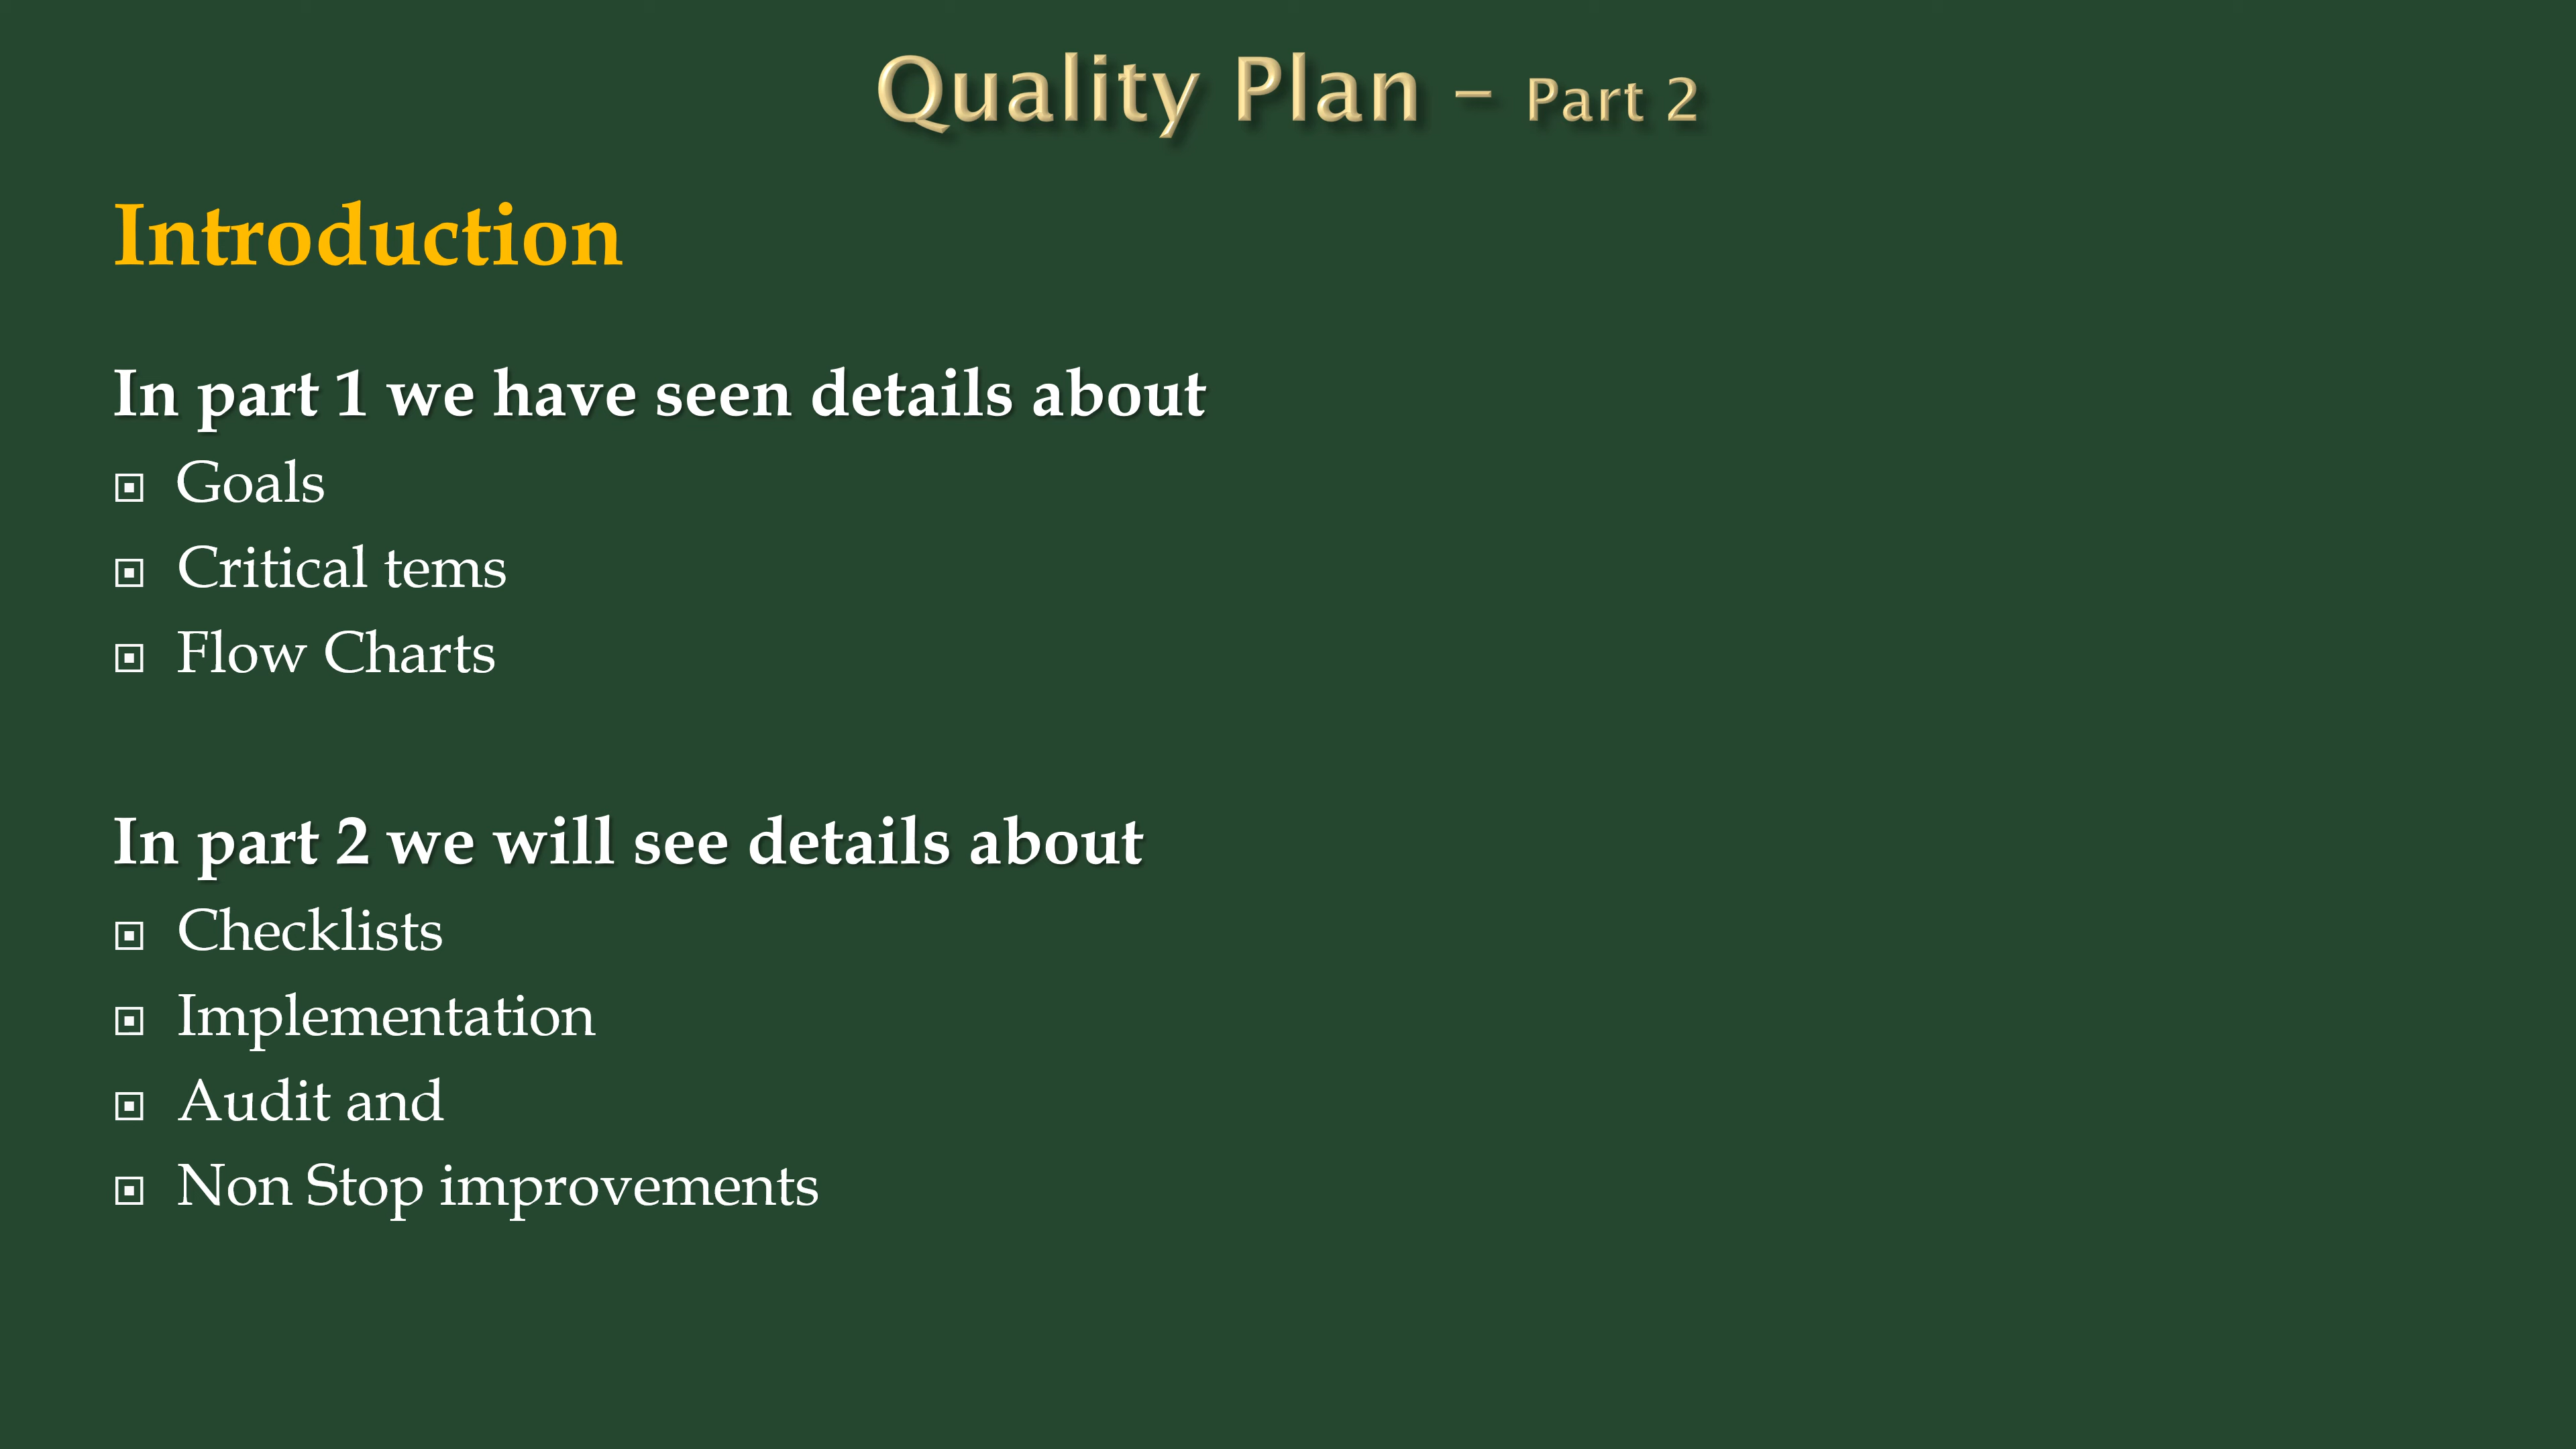 Quality Plan – Part 2
Introduction
In part 1 we have seen details about
Goals
Critical tems
Flow Charts
In part 2 we will see details about
Checklists
Implementation
Audit and
Non Stop improvements